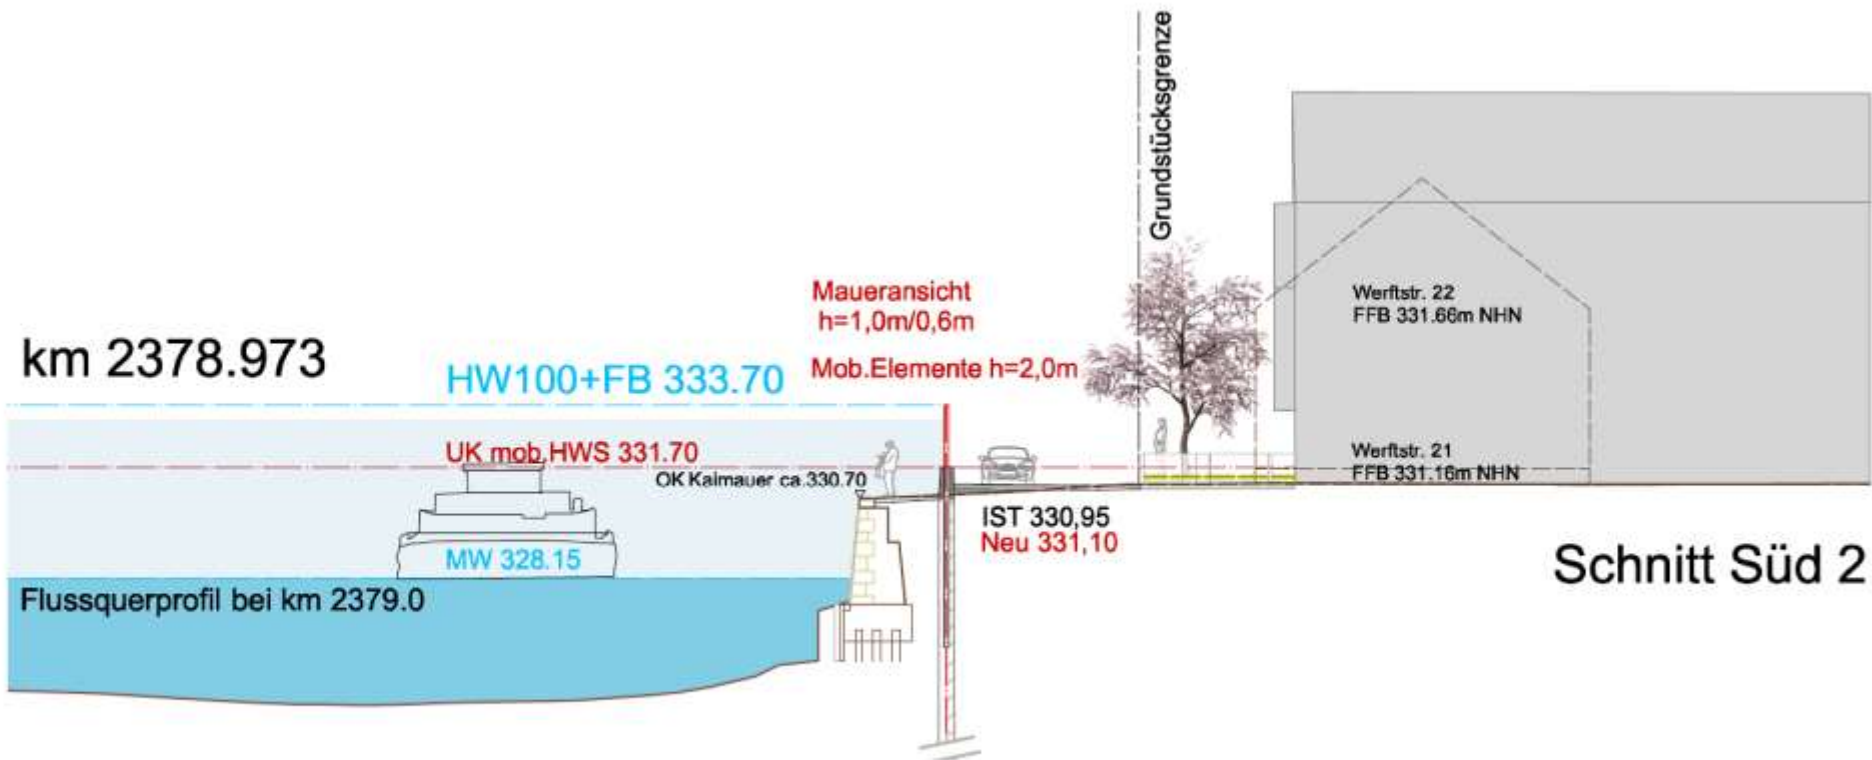 Grundstücksgrenze
Maueransicht
h=1,0m/0,6m
Mob.Elemente h=2,0m
Werftstr. 22
FFB 331.66m NHN
km 2378.973
HW100+FB 333.70
UK mob.HWS 331.70
OK Kaimauer ca.330.70
Werftstr. 21
FFB 331.16m NHN
IST 330,95
Neu 331,10
MW 328.15
Schnitt Süd 2
Flussquerprofil bei km 2379.0